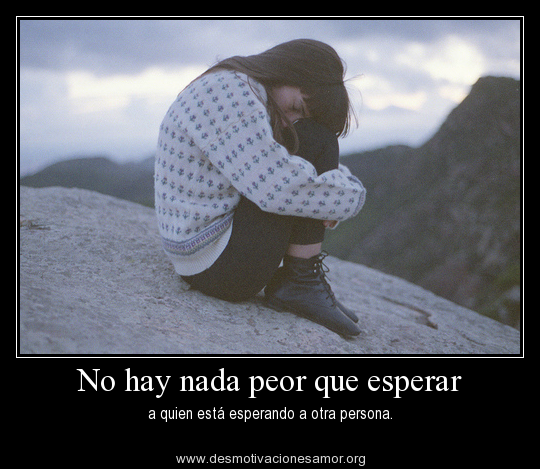 No hay nada peor que esperar
a quien está esperando a otra persona.
www.desmotivacionesamor.org